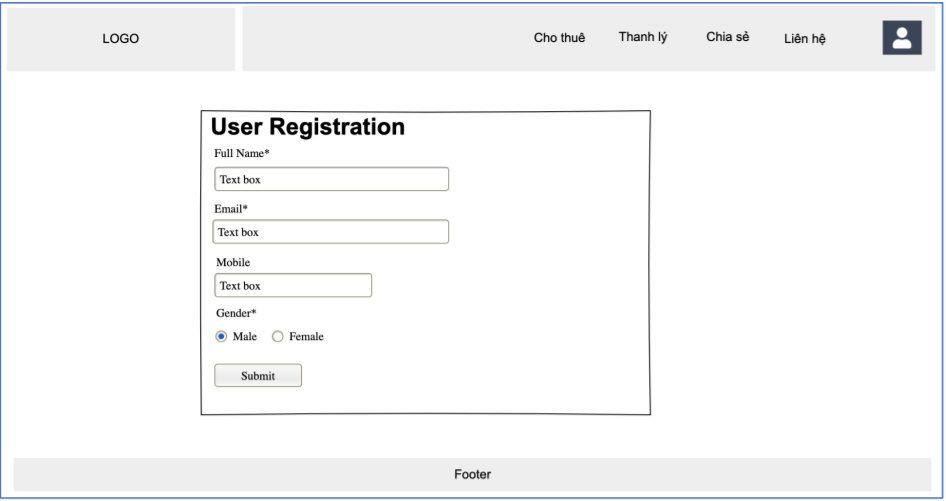 LOGO
Cho thuê Thanh lý Chia sẻ Liên hệ
User Registration
Full Name*
Text box
Email*
Text box
Mobile
Text box
Gender*
Male Female
Submit
Footer